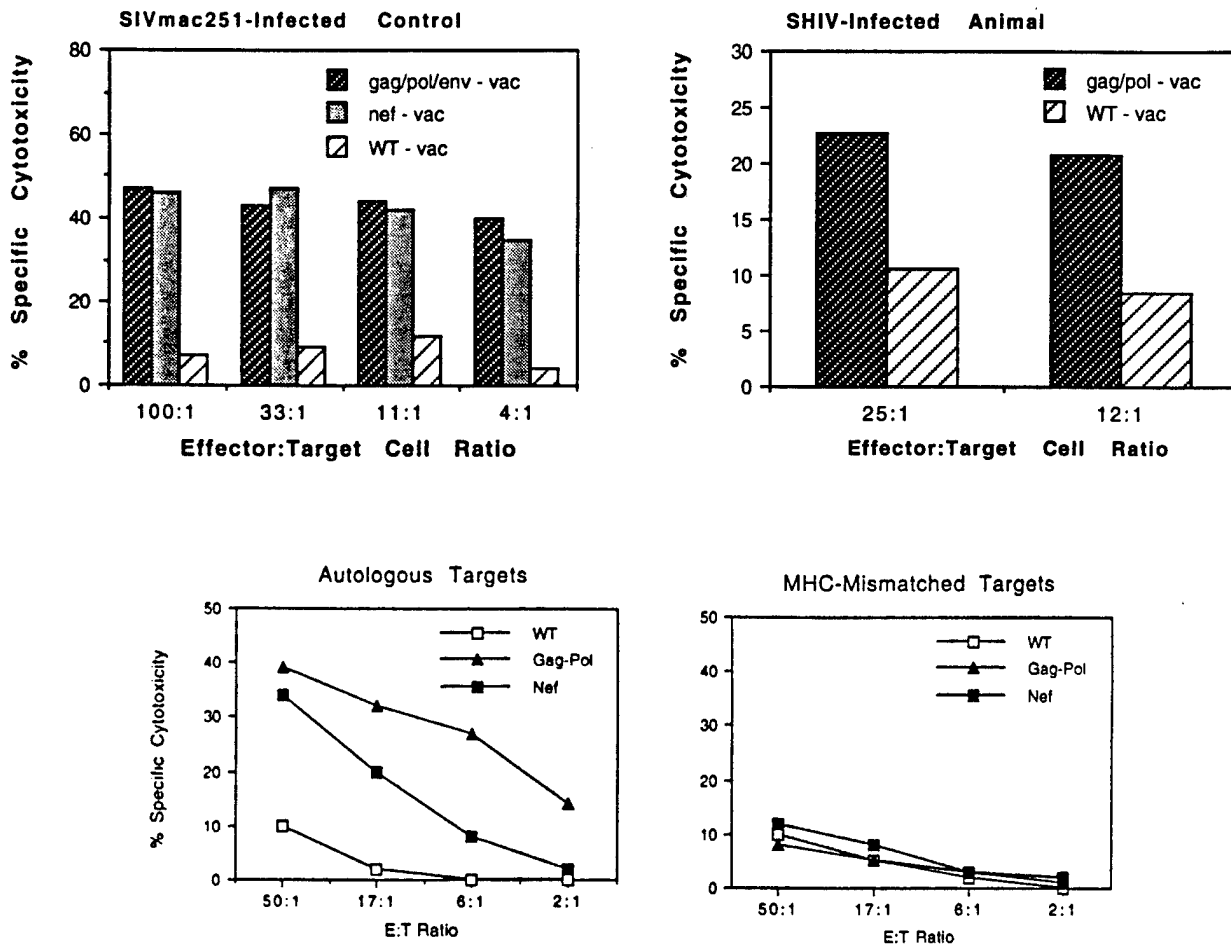 SIVmac251-Infected Control
% Specific Cytotoxicity
80
60
40
20
0
gag/pol/env - vac
nef - vac
WT - vac
100:1 33:1 11:1 4:1
Effector:Target Cell Ratio
SHIV-Infected Animal
% Specific Cytotoxicity
30
25
20
15
10
5
0
gag/pol - vac
WT - vac
25:1 12:1
Effector:Target Cell Ratio
Autologous Targets
% Specific Cytotoxicity
50
40
30
20
10
0
WT
Gag-Pol
Nef
50:1 17:1 6:1 2:1
E:T Ratio
MHC-Mismatched Targets
50
40
30
20
10
0
WT
Gag-Pol
Nef
50:1 17:1 6:1 2:1
E:T Ratio